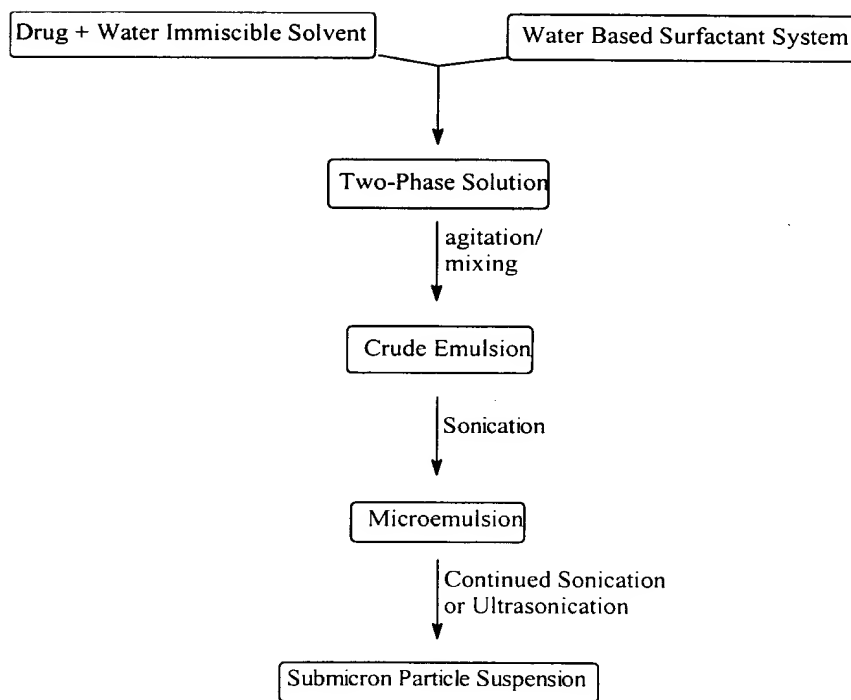 Drug + Water Immiscible Solvent
Water Based Surfactant System
Two-Phase Solution
agitation/
mixing
Crude Emulsion
Sonication
Microemulsion
Continued Sonication
or Ultrasonication
Submicron Particle Suspension